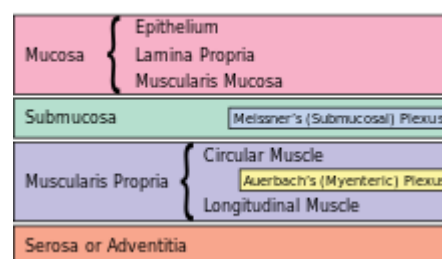 Mucosa
Epithelium
Lamina Propria
Muscularis Mucosa
Submucosa
Meissner's (Submucosal) Plexus
Muscularis Propria
Circular Muscle
Auerbach's (Myenteric) Plexus
Longitudinal Muscle
Serosa or Adventitia